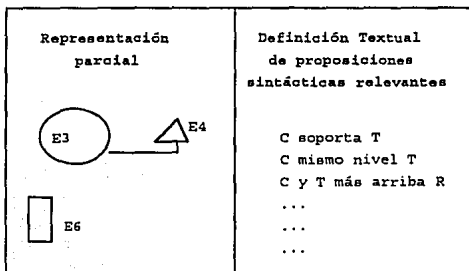 Representación
parcial
E3
E4
E6
Definición Textual
de proposiciones
sintácticas relevantes
C soporta T
C mismo nivel T
C y T más arriba R
...
...
...